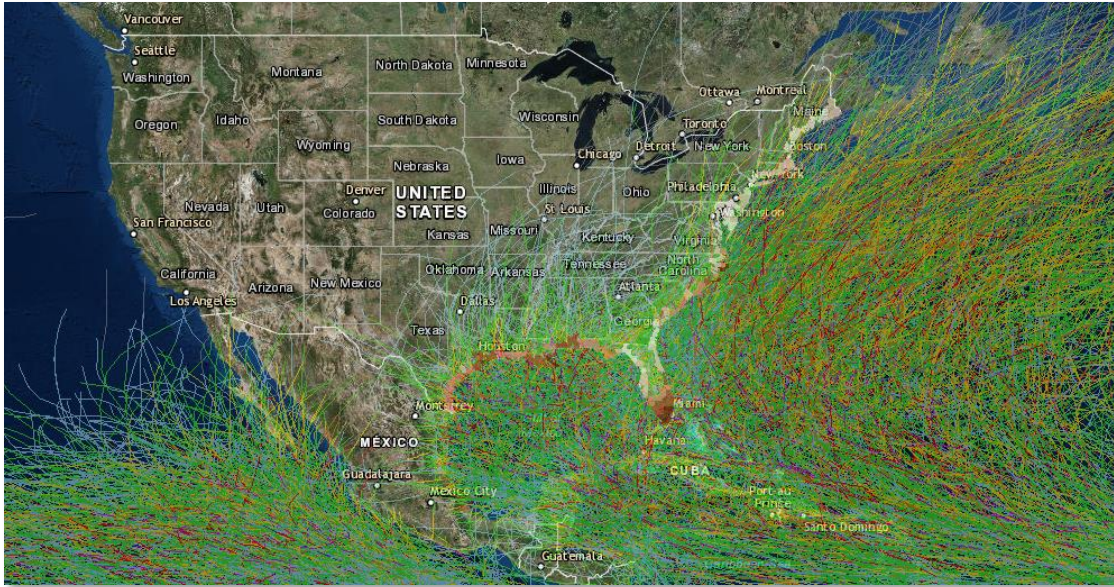 Vancouver
Seattle
Washington
Montana
North Dakota
Minnesota
Ottawa
Montreal
Maine
Oregon
Idaho
South Dakota
Wisconsin
Toronto
Wyoming
Detroit
New York
Boston
Chicago
Iowa
Nebraska
New York
Nevada
Utah
Denver
Colorado
UNITED
STATES
Illinois
Ohio
Philadelphia
San Francisco
St Louis
Washington
Kansas
Missouri
Kentucky
Virginia
California
Oklahoma
Arkansas
Tennessee
North
Carolina
Los Angeles
Arizona
New Mexico
Atlanta
Dallas
Georgia
Texas
Houston
Monterrey
Miami
MÉXICO
Havana
Guadalajara
CUBA
Mexico City
Port-au
Prince
Santo Domingo
Guatemala